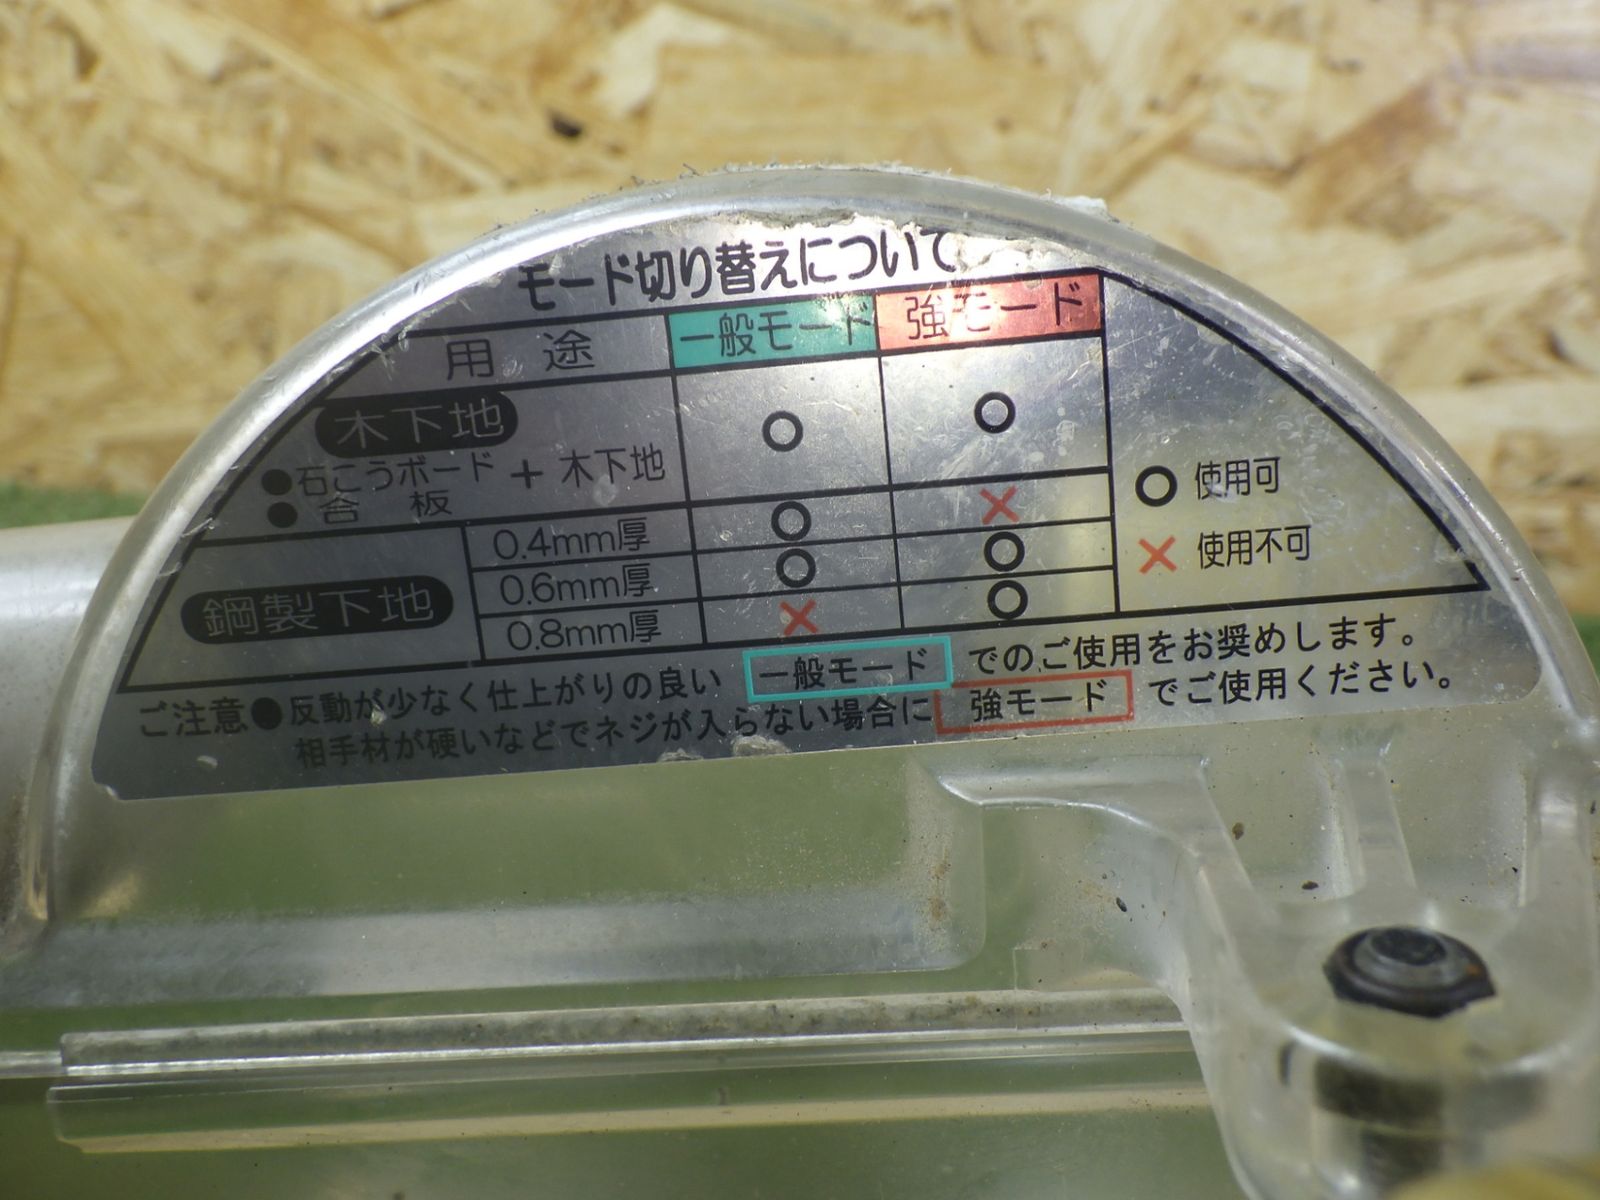 モード切り替えについて
用途 一般モード 強モード
木下地
●石こうボード + 木下地 ○ ○
●合板
鋼製下地
0.4mm厚 ○ ×
0.6mm厚 ○ ○
0.8mm厚 × ○
○ 使用可
× 使用不可
ご注意●反動が少なく仕上がりの良い 一般モード でのご使用をお奨めします。
相手材が硬いなどでネジが入らない場合に 強モード でご使用ください。